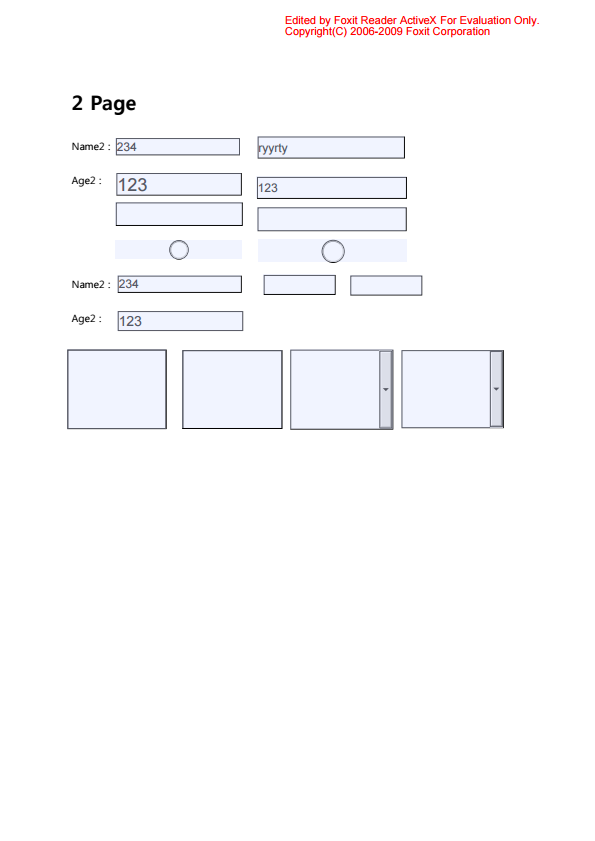 Edited by Foxit Reader ActiveX For Evaluation Only.
Copyright(C) 2006-2009 Foxit Corporation
2 Page
Name2 : 234 ryyrty
Age2 : 123 123
Name2 : 234
Age2 : 123